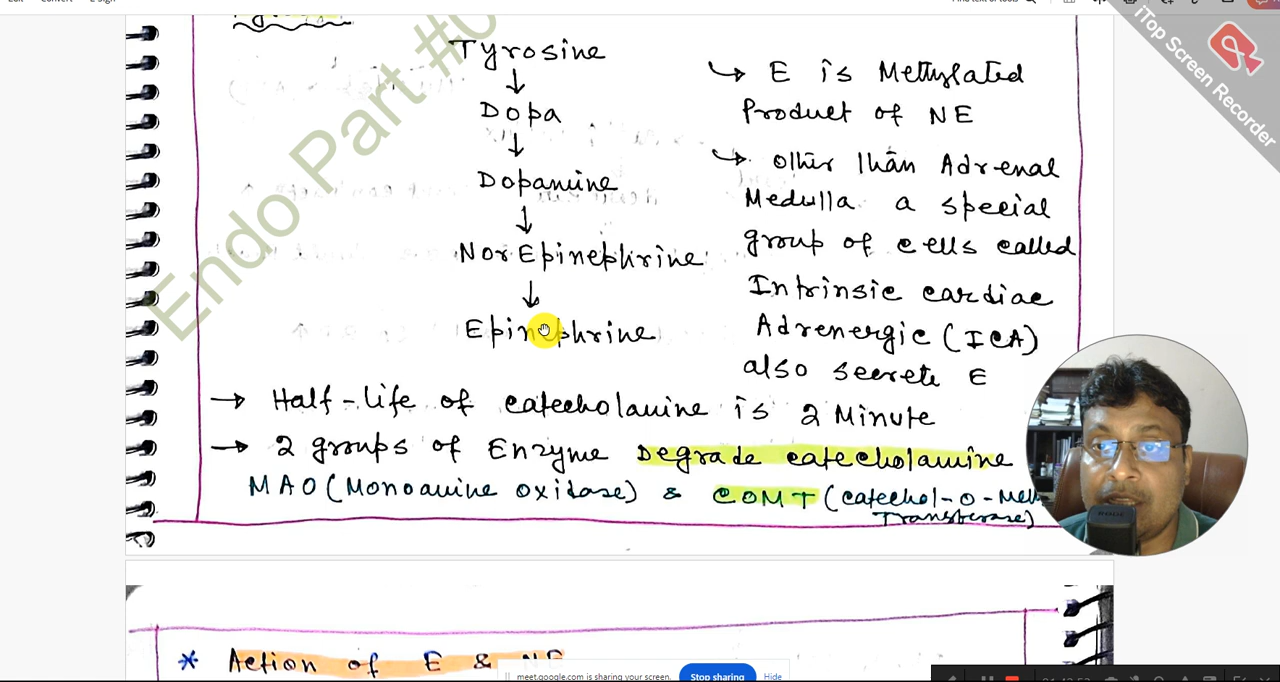 Tyrosine
↓
Dopa
↓
Dopamine
↓
NorEpinephrine
↓
Epinephrine
↳ E is Methylated
Product of NE
↳ Other than Adrenal
Medulla a special
group of cells called
Intrinsic cardiac
Adrenergic (ICA)
also secrete E
→ Half-life of catecholamine is 2 Minute
→ 2 groups of Enzyme Degrade catecholamine
MAO (Monoamine oxidase) & COMT (Catechol-O-Meth
Transferase)
* Action of E & NE
Endo Part #0
iTop Screen Recorder
meet.google.com is sharing your screen.
Stop sharing
Hide